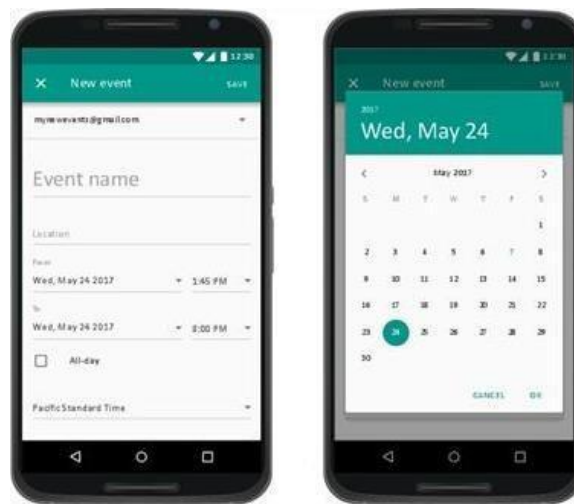 12:30
New event
SAVE
mynewevents@gmail.com
Event name
Location
From
Wed, May 24 2017 1:45 PM
To
Wed, May 24 2017 8:00 PM
All-day
Pacific Standard Time
12:30
New event
SAVE
2017
Wed, May 24
May 2017
S M T W T F S
1
2 3 4 5 6 7 8
9 10 11 12 13 14 15
16 17 18 19 20 21 22
23 24 25 26 27 28 29
30
CANCEL OK